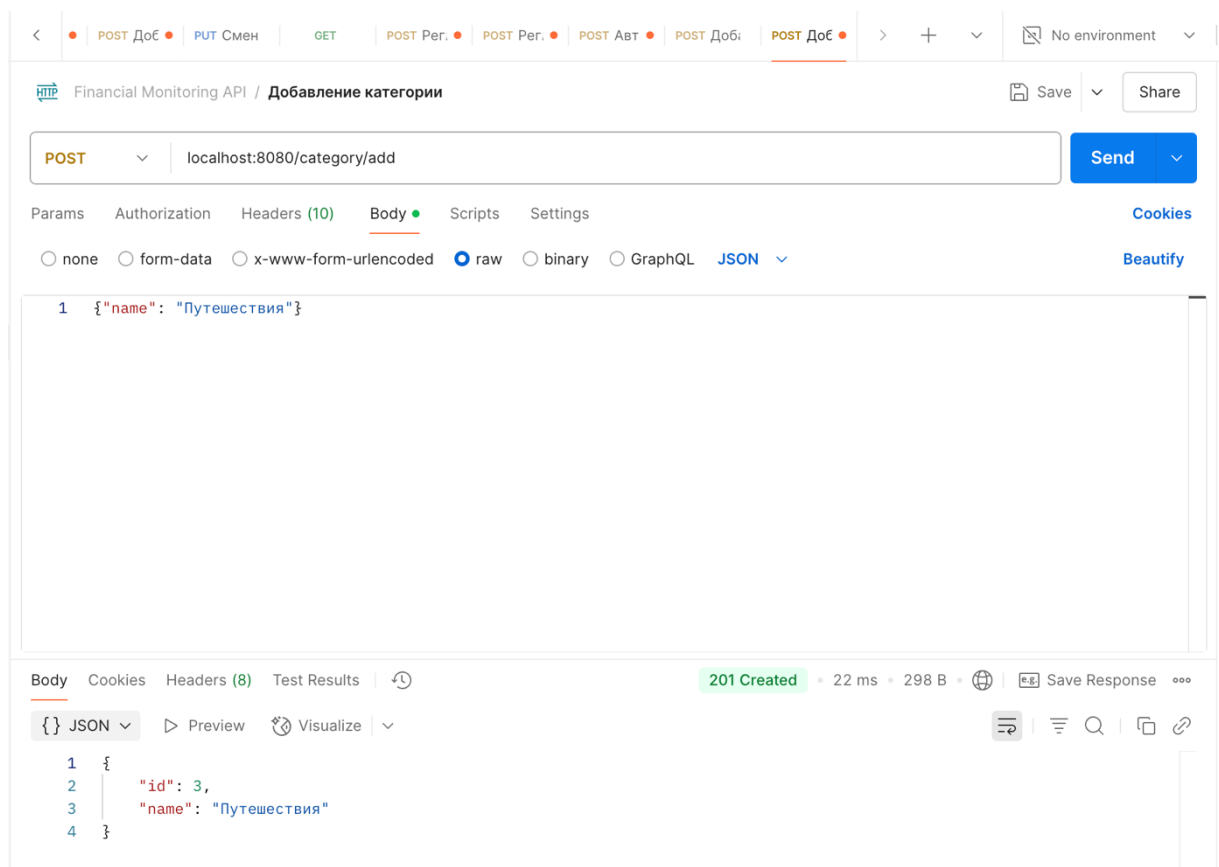 POST Доб POST PUT Смен GET POST Рег. POST Рег. POST Авт POST Доба POST Доб No environment
HTTP Financial Monitoring API / Добавление категории Save Share
POST localhost:8080/category/add Send
Params Authorization Headers (10) Body Scripts Settings Cookies
none form-data x-www-form-urlencoded raw binary GraphQL JSON Beautify
1 {"name": "Путешествия"}
Body Cookies Headers (8) Test Results 201 Created 22 ms 298 B e.g. Save Response
{} JSON Preview Visualize
1 {
2 "id": 3,
3 "name": "Путешествия"
4 }